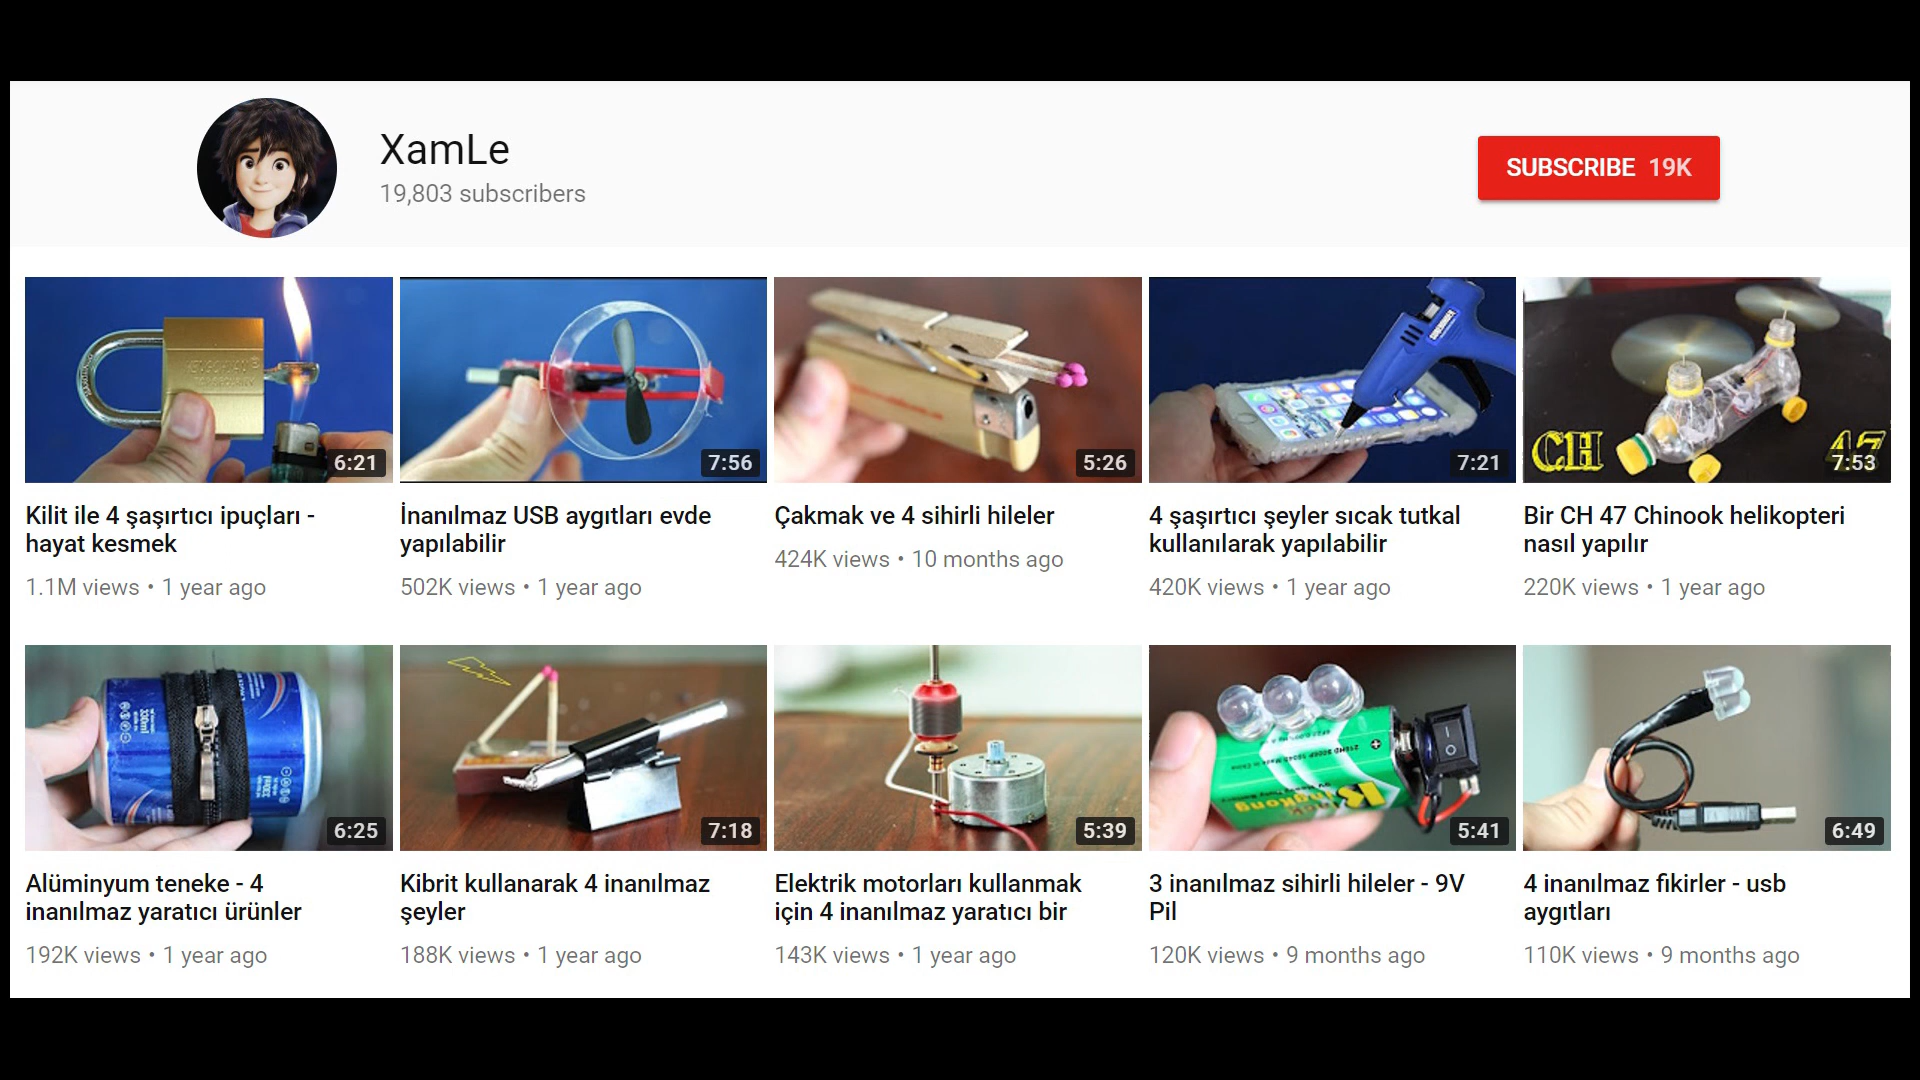 XamLe
19,803 subscribers
SUBSCRIBE 19K
6:21
7:56
5:26
7:21
CH 47
7:53
Kilit ile 4 şaşırtıcı ipuçları -
hayat kesmek
1.1M views • 1 year ago
İnanılmaz USB aygıtları evde
yapılabilir
502K views • 1 year ago
Çakmak ve 4 sihirli hileler
424K views • 10 months ago
4 şaşırtıcı şeyler sıcak tutkal
kullanılarak yapılabilir
420K views • 1 year ago
Bir CH 47 Chinook helikopteri
nasıl yapılır
220K views • 1 year ago
330ml
6:25
7:18
5:39
KingKong
5:41
6:49
Alüminyum teneke - 4
inanılmaz yaratıcı ürünler
192K views • 1 year ago
Kibrit kullanarak 4 inanılmaz
şeyler
188K views • 1 year ago
Elektrik motorları kullanmak
için 4 inanılmaz yaratıcı bir
143K views • 1 year ago
3 inanılmaz sihirli hileler - 9V
Pil
120K views • 9 months ago
4 inanılmaz fikirler - usb
aygıtları
110K views • 9 months ago